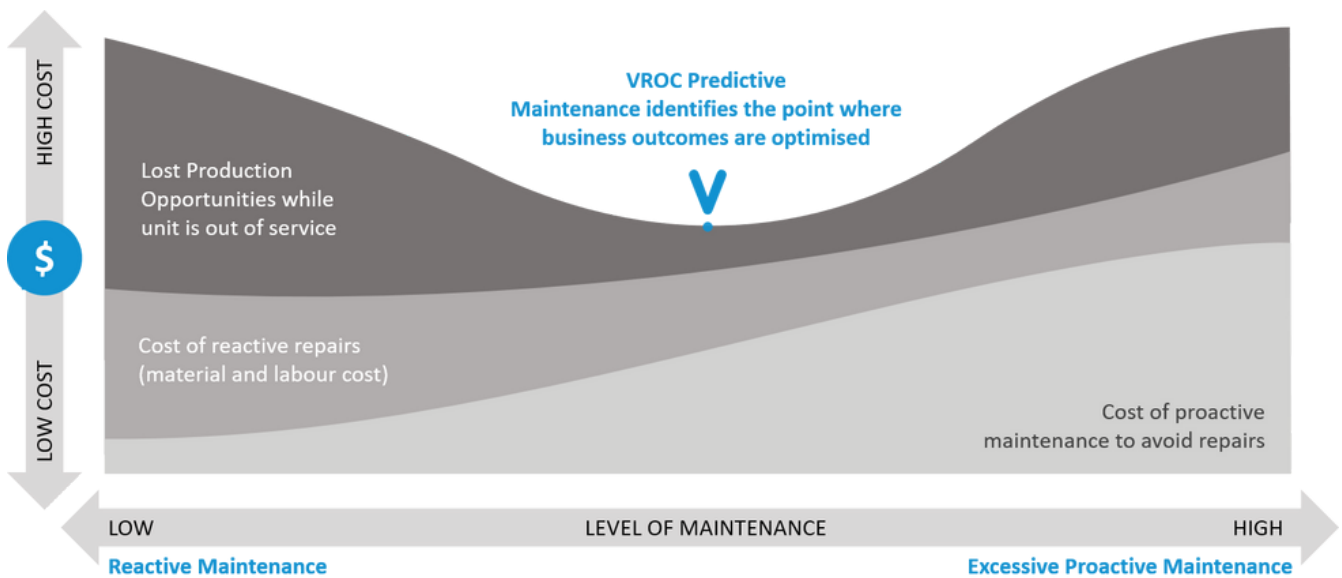 HIGH COST
$
LOW COST
VROC Predictive
Maintenance identifies the point where
business outcomes are optimised
V
Lost Production
Opportunities while
unit is out of service
Cost of reactive repairs
(material and labour cost)
Cost of proactive
maintenance to avoid repairs
LOW
LEVEL OF MAINTENANCE
HIGH
Reactive Maintenance
Excessive Proactive Maintenance